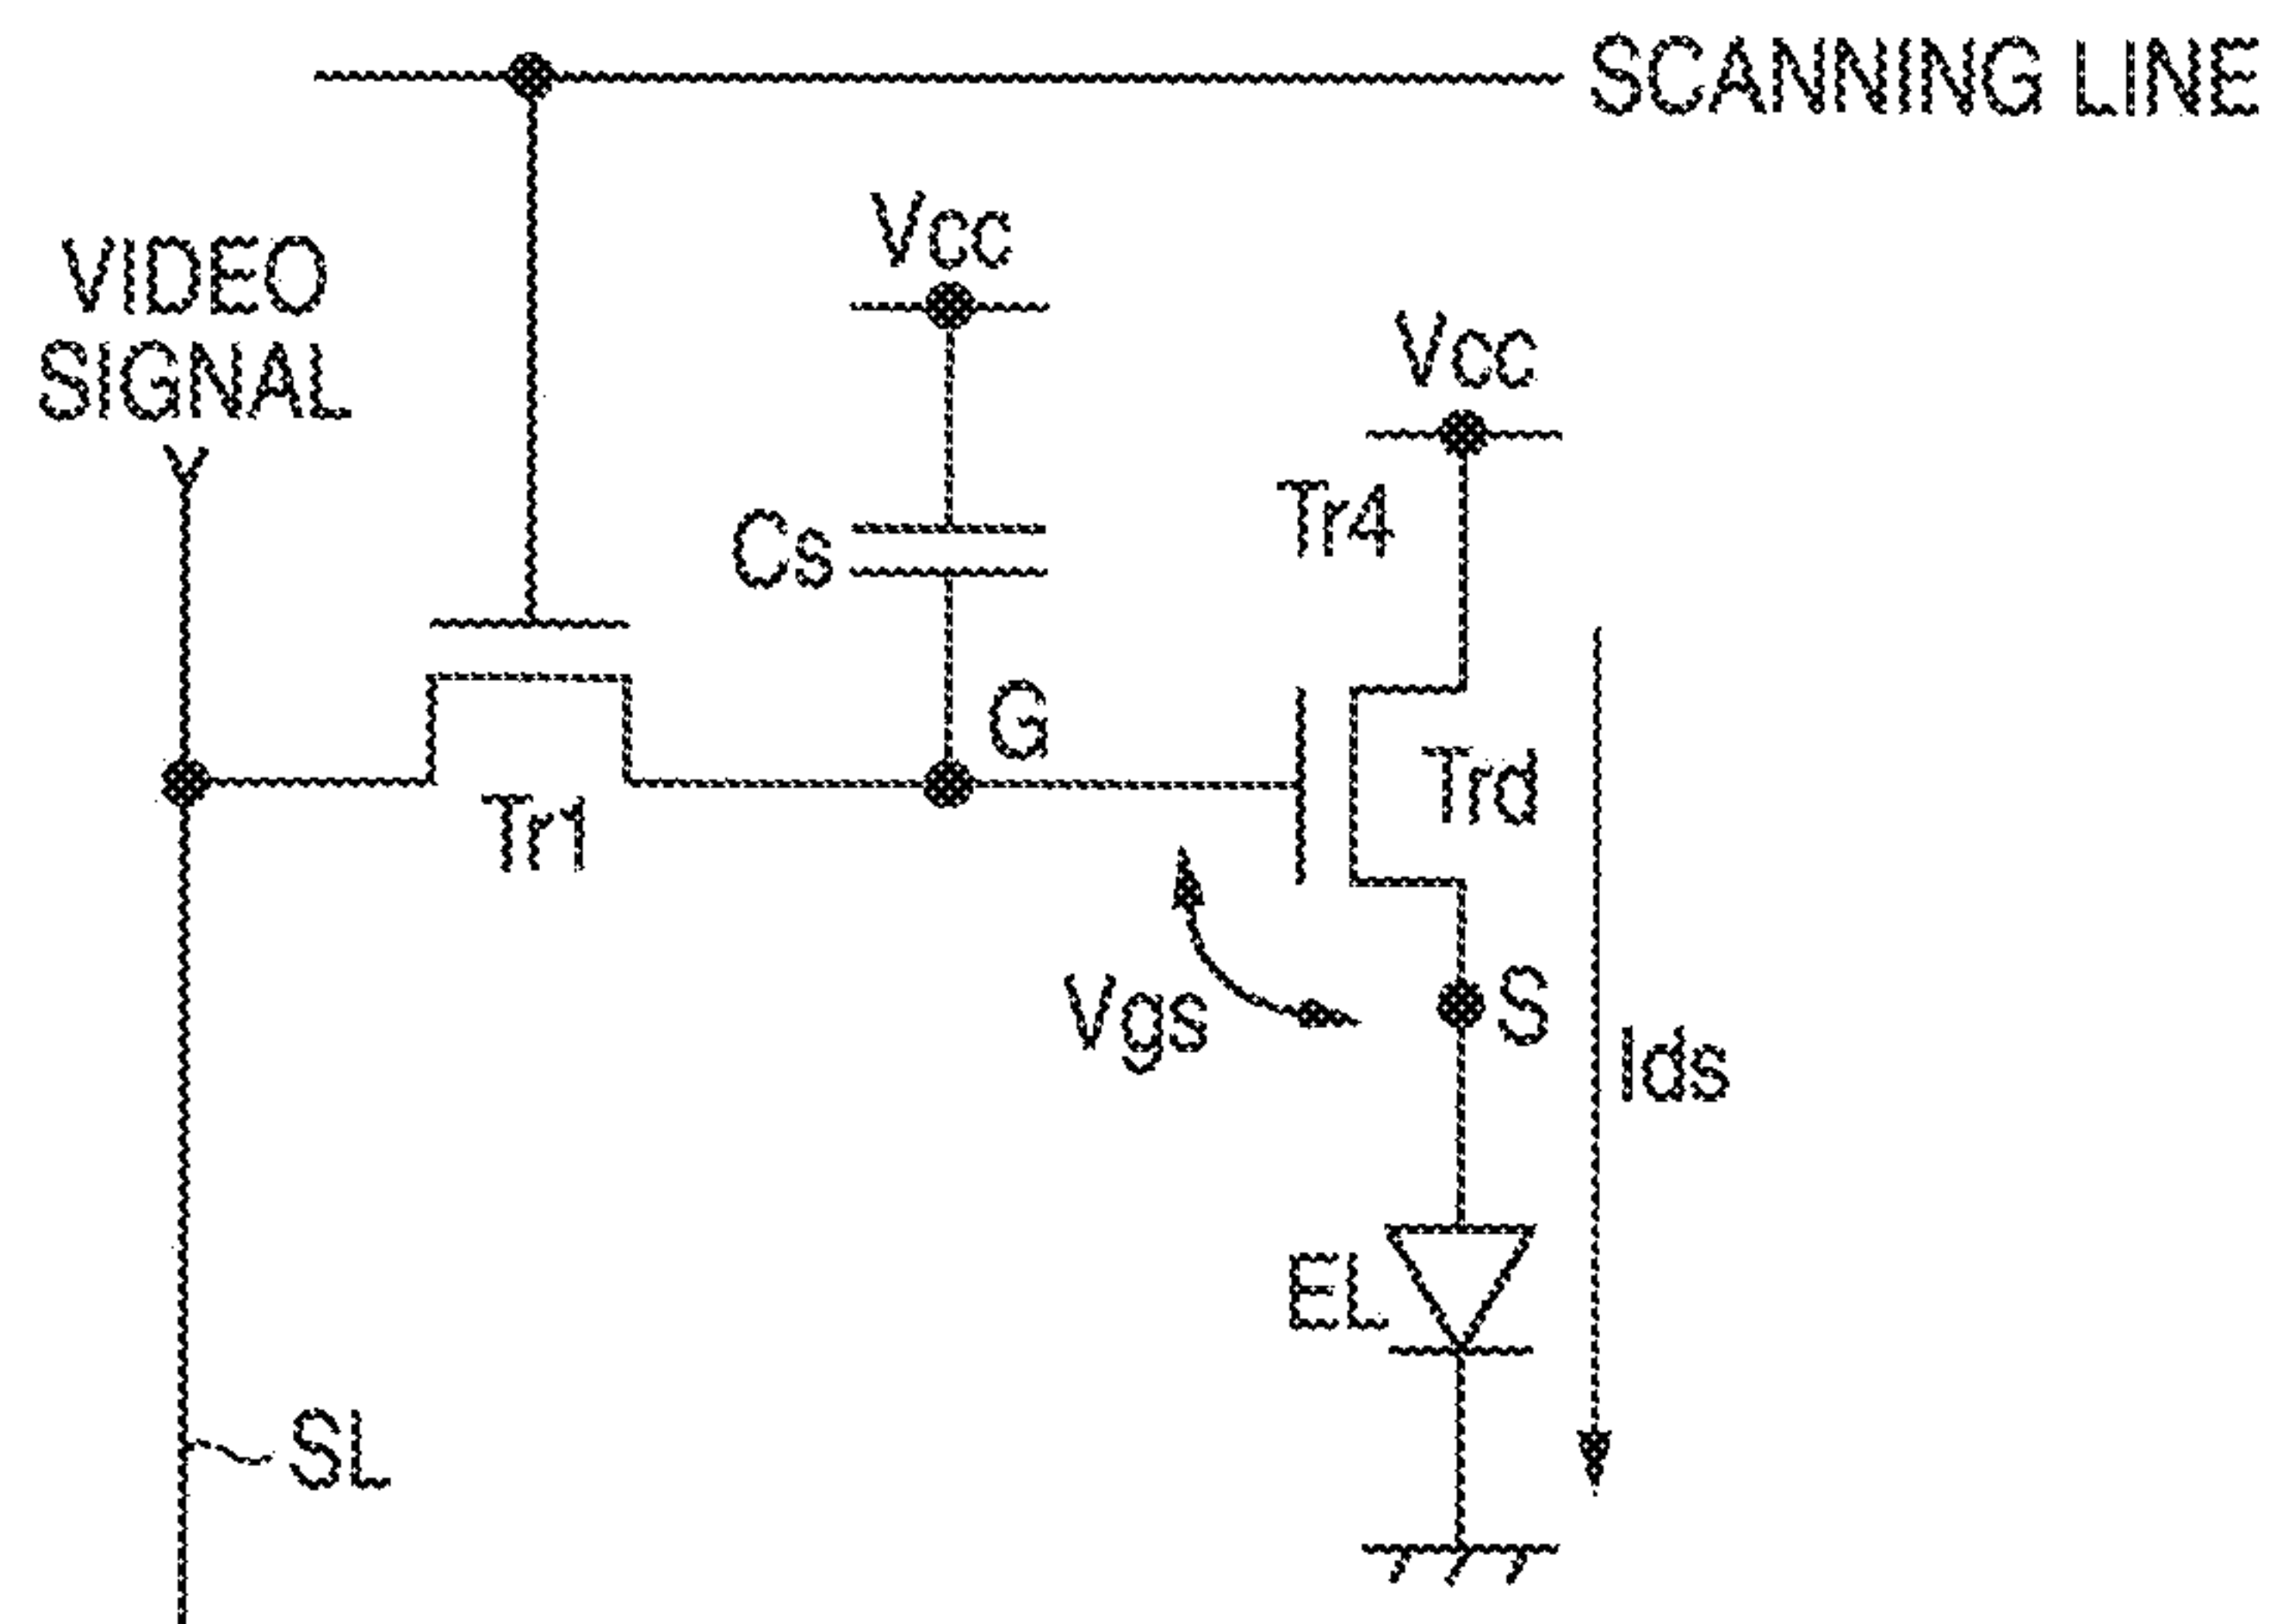 SCANNING LINE
VIDEO
SIGNAL
Vcc
Vcc
Tr4
Cs
G
Trd
Tr1
Vgs
S
Ids
EL
SL